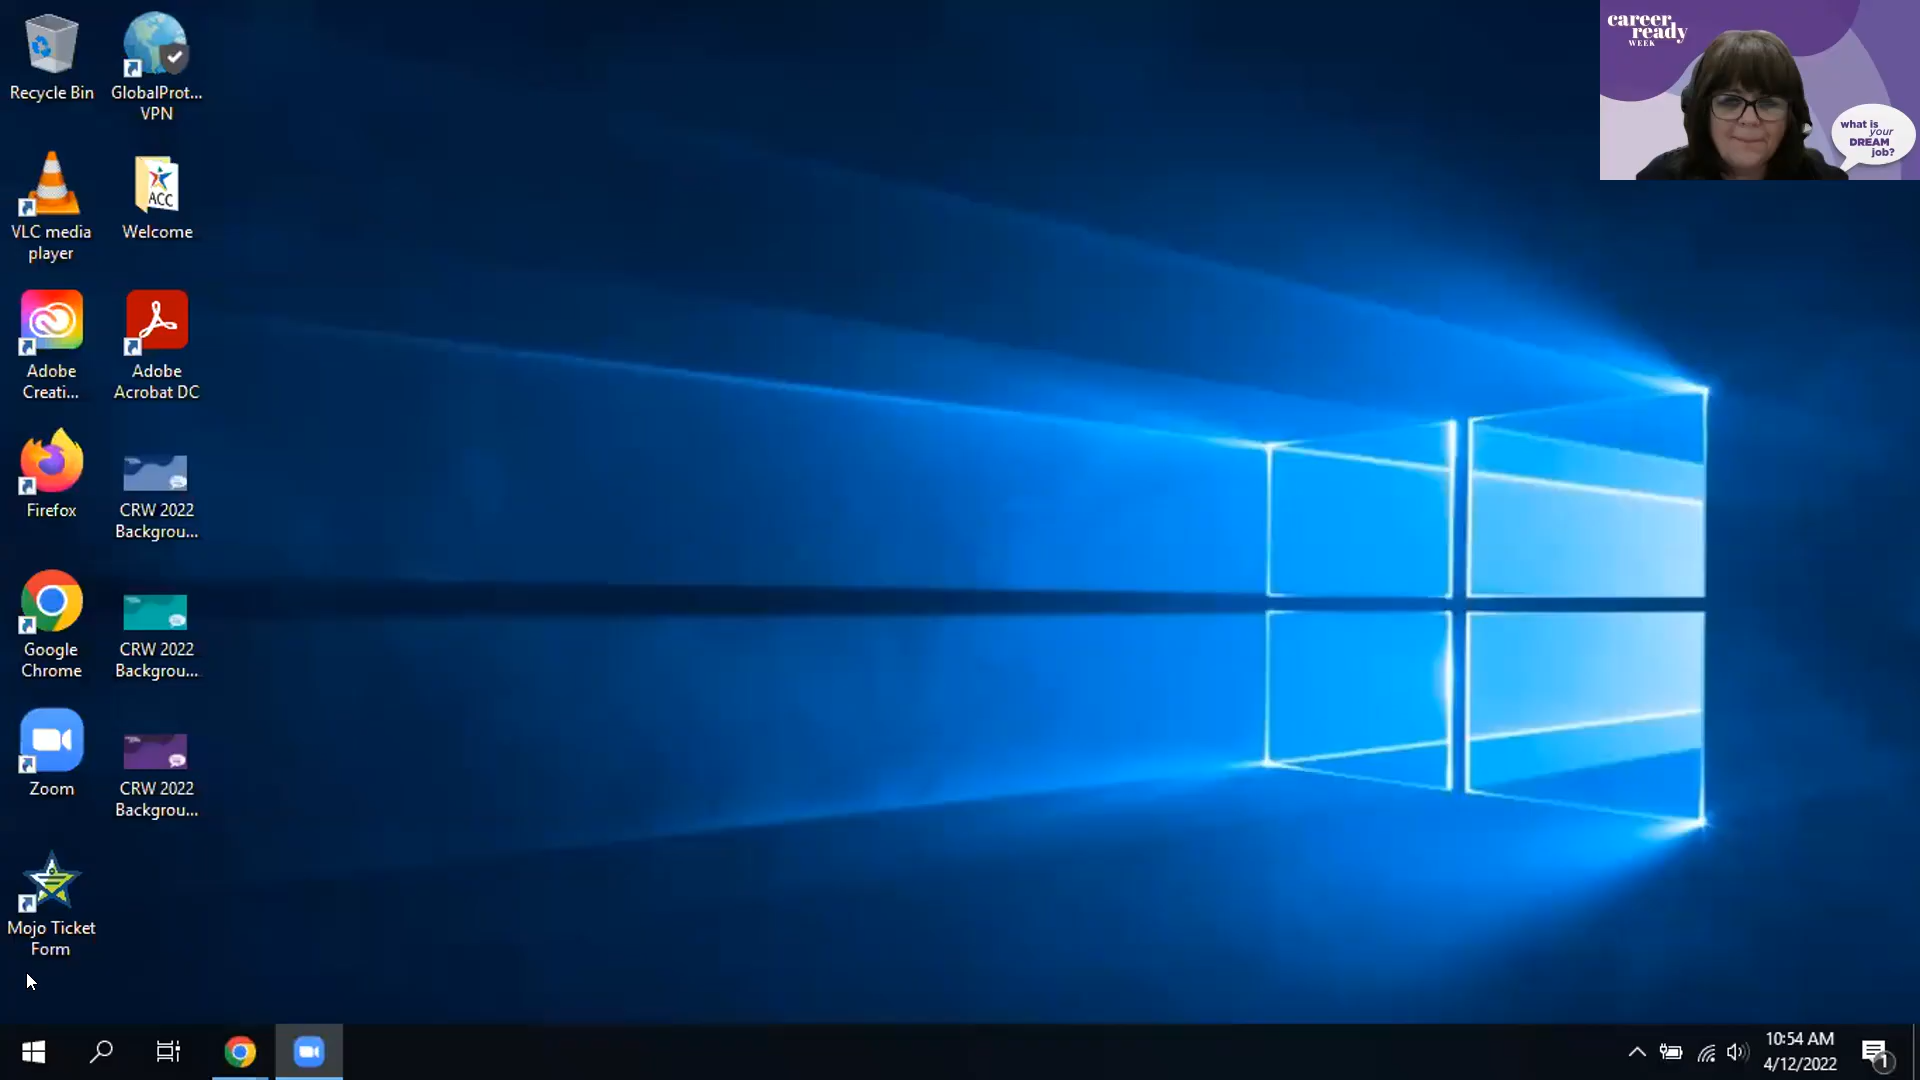 Recycle Bin
GlobalProt...
VPN
VLC media
player
ACC
Welcome
Adobe
Creati...
Adobe
Acrobat DC
Firefox
CRW 2022
Backgrou...
Google
Chrome
CRW 2022
Backgrou...
Zoom
CRW 2022
Backgrou...
Mojo Ticket
Form
career
ready
WEEK
what is
your
DREAM
job?
10:54 AM
4/12/2022
1